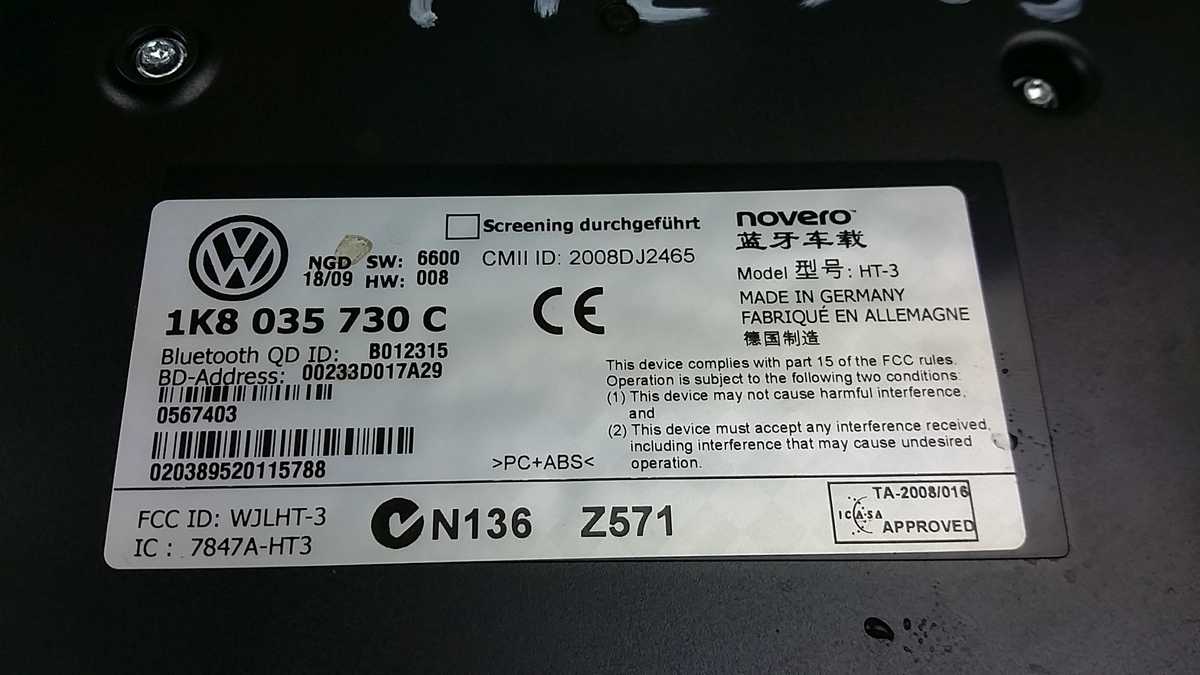 Screening durchgeführt
NGD SW: 6600
18/09 HW: 008
CMII ID: 2008DJ2465
1K8 035 730 C
Bluetooth QD ID: B012315
BD-Address: 00233D017A29
0567403
020389520115788
novero
蓝牙车载
Model 型号: HT-3
MADE IN GERMANY
FABRIQUÉ EN ALLEMAGNE
德国制造
CE
This device complies with part 15 of the FCC rules.
Operation is subject to the following two conditions:
(1) This device may not cause harmful interference,
and
(2) This device must accept any interference received,
including interference that may cause undesired
operation.
>PC+ABS<
FCC ID: WJLHT-3
IC : 7847A-HT3
N136 Z571
TA-2008/016
ICASA
APPROVED